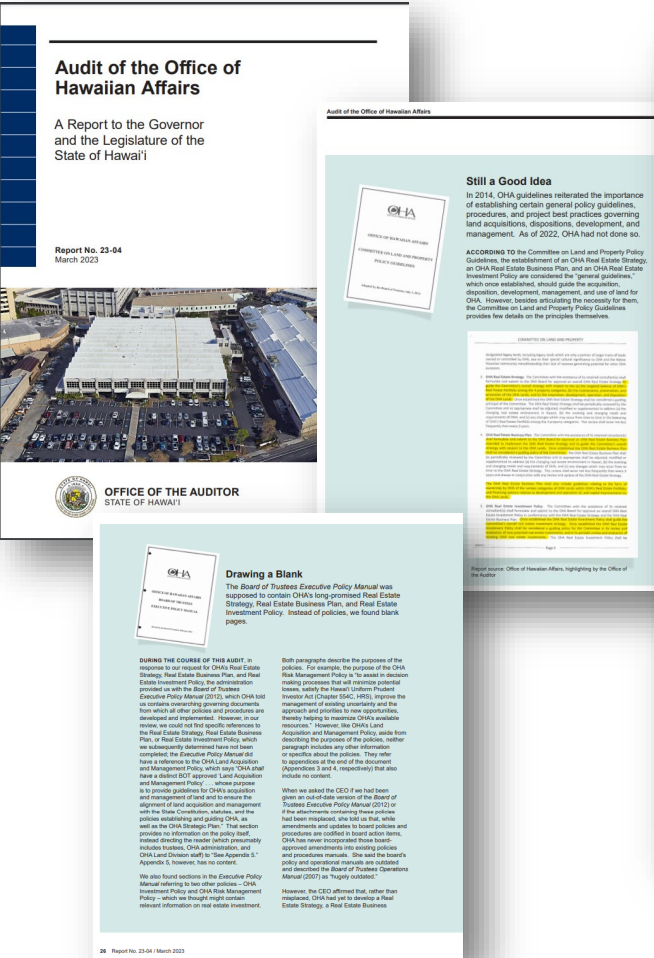 Audit of the Office of
Hawaiian Affairs
A Report to the Governor
and the Legislature of the
State of Hawai‘i
Report No. 23-04
March 2023
OFFICE OF THE AUDITOR
STATE OF HAWAI‘I
Audit of the Office of Hawaiian Affairs
OHA
OFFICE OF HAWAIIAN AFFAIRS
COMMITTEE ON LAND AND PROPERTY
POLICY GUIDELINES
Still a Good Idea
In 2014, OHA guidelines reiterated the importance
of establishing certain general policy guidelines,
procedures, and project best practices governing
land acquisitions, dispositions, development, and
management. As of 2022, OHA had not done so.
ACCORDING TO the Committee on Land and Property Policy
Guidelines, the establishment of an OHA Real Estate Strategy,
an OHA Real Estate Business Plan, and an OHA Real Estate
Investment Policy are considered the “general guidelines,”
which once established, should guide the acquisition,
disposition, development, management, and use of land for
OHA. However, besides articulating the necessity for them,
the Committee on Land and Property Policy Guidelines
provides few details on the principles themselves.
COMMITTEE ON LAND AND PROPERTY
Report source: Office of Hawaiian Affairs, highlighting by the Office of
the Auditor
OHA
OFFICE OF HAWAIIAN AFFAIRS
BOARD OF TRUSTEES
EXECUTIVE POLICY MANUAL
Drawing a Blank
The Board of Trustees Executive Policy Manual was
supposed to contain OHA’s long-promised Real Estate
Strategy, Real Estate Business Plan, and Real Estate
Investment Policy. Instead of policies, we found blank
pages.
DURING THE COURSE OF THIS AUDIT, in
response to our request for OHA’s Real Estate
Strategy, Real Estate Business Plan, and Real
Estate Investment Policy, the administration
provided us with the Board of Trustees
Executive Policy Manual (2012), which OHA told
us contains overarching governing documents
from which all other policies and procedures are
developed and implemented. However, in our
review, we could not find specific references to
the Real Estate Strategy, Real Estate Business
Plan, or Real Estate Investment Policy, which
we subsequently determined have not been
completed; the Executive Policy Manual did
have a reference to the OHA Land Acquisition
and Management Policy, which says “OHA shall
have a distinct BOT approved ‘Land Acquisition
and Management Policy’ . . . whose purpose
is to provide guidelines for OHA’s acquisition
and management of land and to ensure the
alignment of land acquisition and management
with the State Constitution, statutes, and the
policies establishing and guiding OHA, as
well as the OHA Strategic Plan.” That section
provides no information on the policy itself,
instead directing the reader (which presumably
includes trustees, OHA administration, and
OHA Land Division staff) to “See Appendix 5.”
Appendix 5, however, has no content.
We also found sections in the Executive Policy
Manual referring to two other policies – OHA
Investment Policy and OHA Risk Management
Policy – which we thought might contain
relevant information on real estate investment.
Both paragraphs describe the purposes of the
policies. For example, the purpose of the OHA
Risk Management Policy is “to assist in decision
making processes that will minimize potential
losses, satisfy the Hawai‘i Uniform Prudent
Investor Act (Chapter 554C, HRS), improve the
management of existing uncertainty and the
approach and priorities to new opportunities,
thereby helping to maximize OHA’s available
resources.” However, like OHA’s Land
Acquisition and Management Policy, aside from
describing the purposes of the policies, neither
paragraph includes any other information
or specifics about the policies. They refer
to appendices at the end of the document
(Appendices 3 and 4, respectively) that also
include no content.
When we asked the CEO if we had been
given an out-of-date version of the Board of
Trustees Executive Policy Manual (2012) or
if the attachments containing these policies
had been misplaced, she told us that, while
amendments and updates to board policies and
procedures are codified in board action items,
OHA has never incorporated those board-
approved amendments into existing policies
and procedures manuals. She said the board’s
policy and operational manuals are outdated
and described the Board of Trustees Operations
Manual (2007) as “hugely outdated.”
However, the CEO affirmed that, rather than
misplaced, OHA had yet to develop a Real
Estate Strategy, a Real Estate Business
26 Report No. 23-04 / March 2023